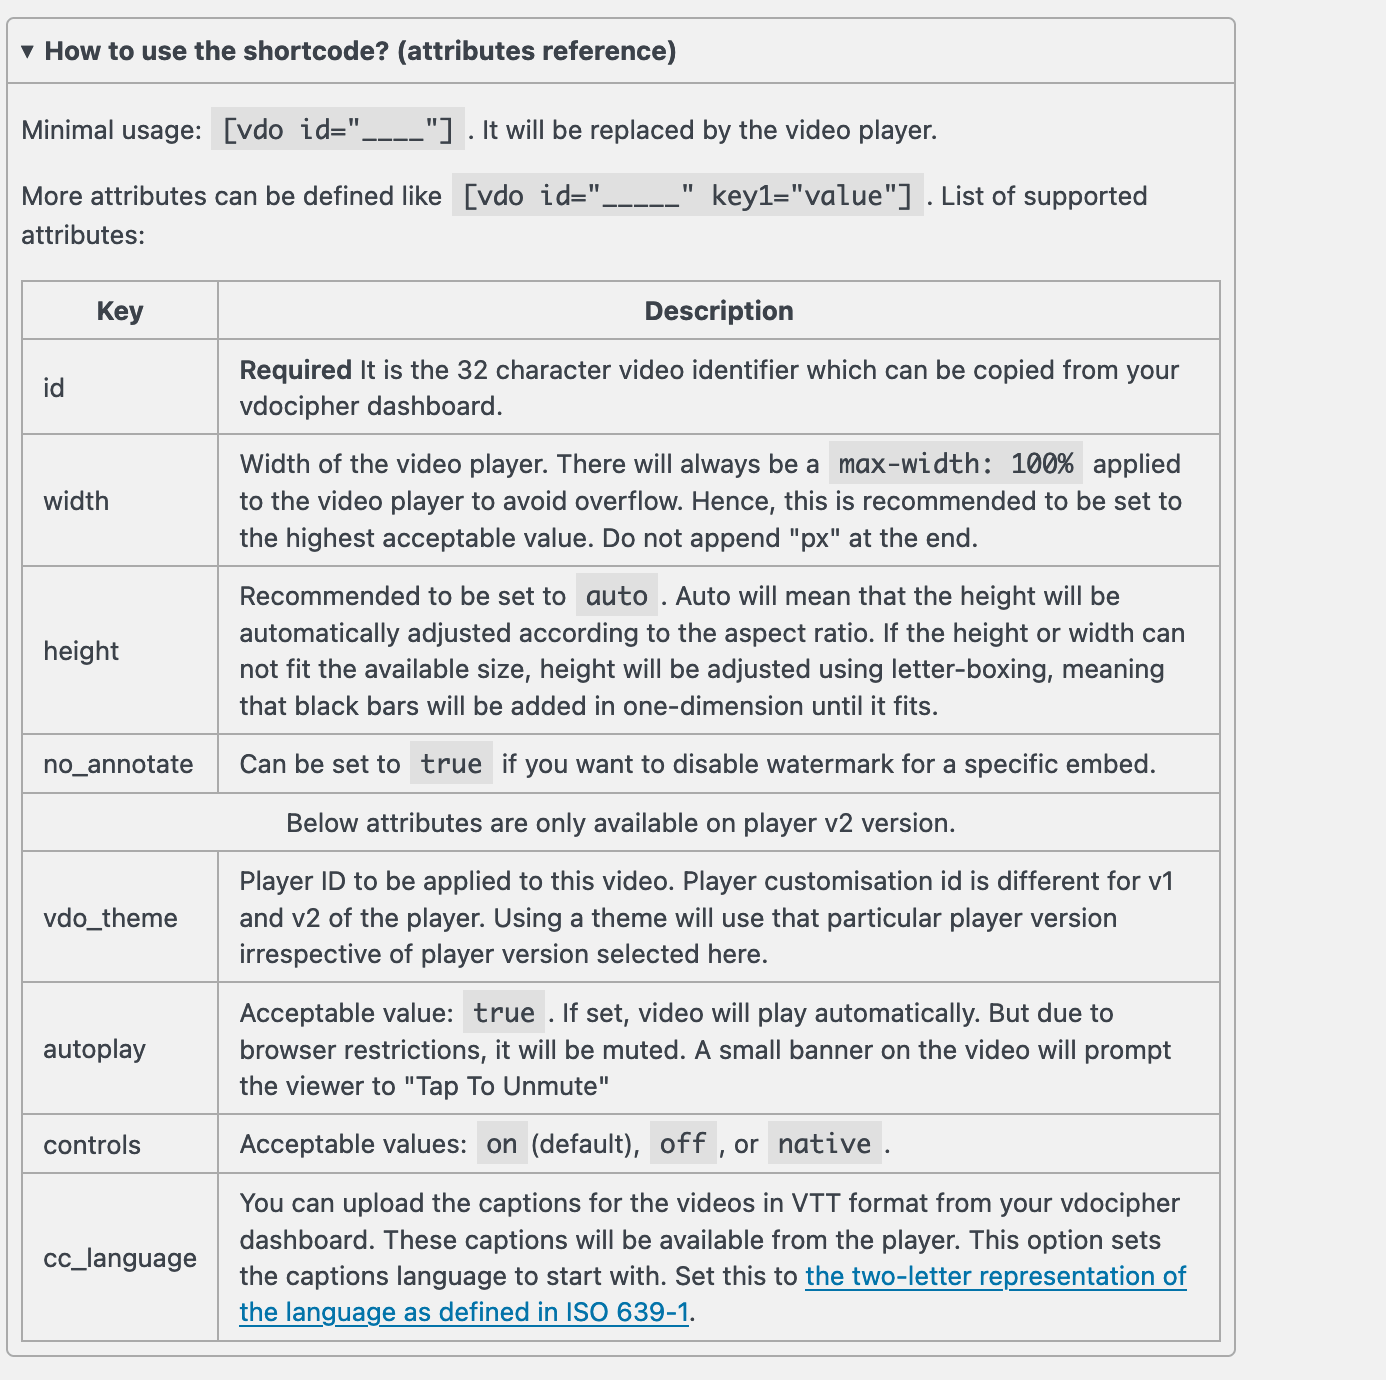 ▼ How to use the shortcode? (attributes reference)
Minimal usage: [vdo id="____"] . It will be replaced by the video player.
More attributes can be defined like [vdo id="_____" key1="value"] . List of supported
attributes:
Key Description
id
Required It is the 32 character video identifier which can be copied from your
vdocipher dashboard.
width
Width of the video player. There will always be a max-width: 100% applied
to the video player to avoid overflow. Hence, this is recommended to be set to
the highest acceptable value. Do not append "px" at the end.
height
Recommended to be set to auto . Auto will mean that the height will be
automatically adjusted according to the aspect ratio. If the height or width can
not fit the available size, height will be adjusted using letter-boxing, meaning
that black bars will be added in one-dimension until it fits.
no_annotate Can be set to true if you want to disable watermark for a specific embed.
Below attributes are only available on player v2 version.
vdo_theme
Player ID to be applied to this video. Player customisation id is different for v1
and v2 of the player. Using a theme will use that particular player version
irrespective of player version selected here.
autoplay
Acceptable value: true . If set, video will play automatically. But due to
browser restrictions, it will be muted. A small banner on the video will prompt
the viewer to "Tap To Unmute"
controls Acceptable values: on (default), off , or native .
cc_language
You can upload the captions for the videos in VTT format from your vdocipher
dashboard. These captions will be available from the player. This option sets
the captions language to start with. Set this to the two-letter representation of
the language as defined in ISO 639-1.